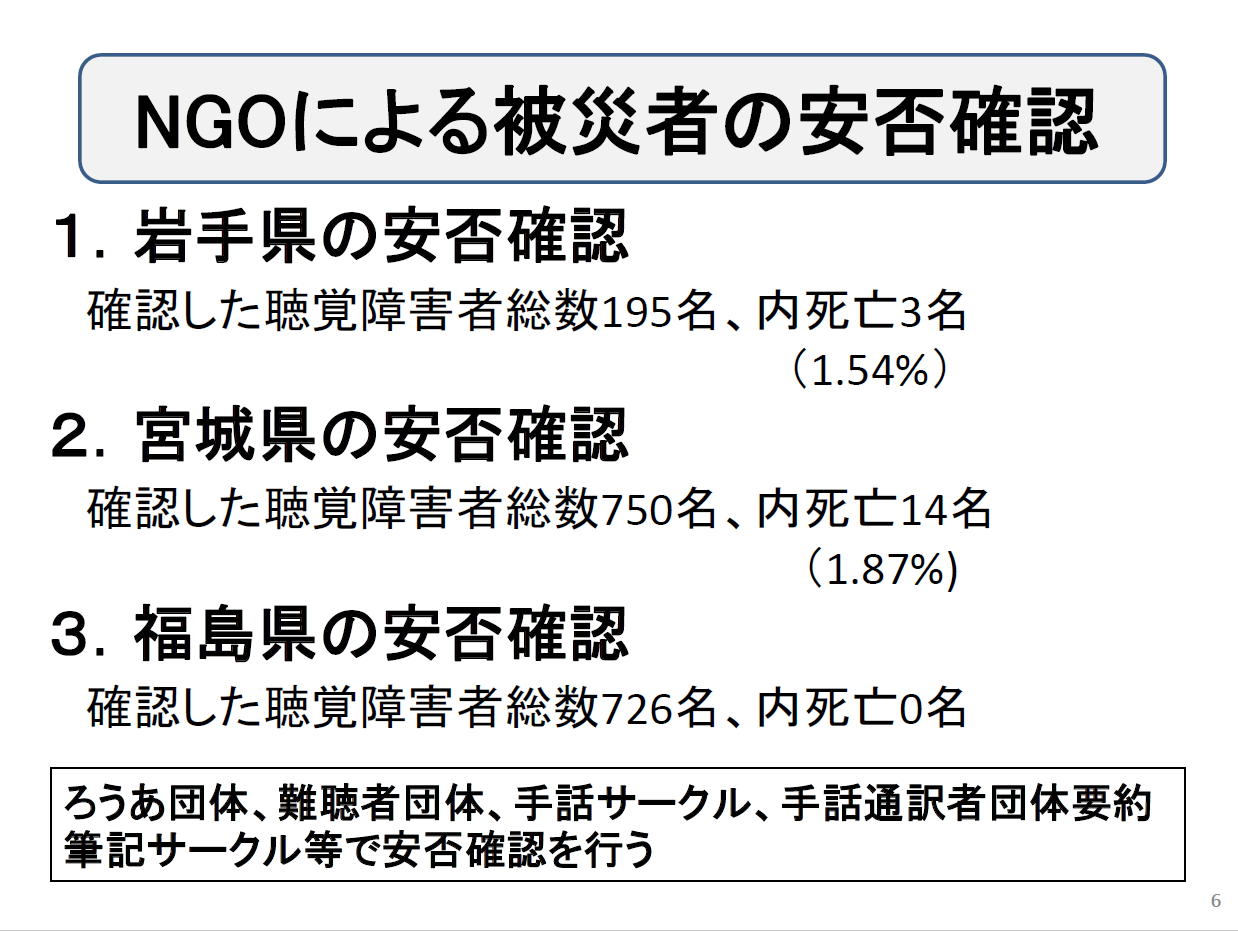 NGOによる被災者の安否確認
１．岩手県の安否確認
確認した聴覚障害者総数195名、内死亡3名
（1.54%）
２．宮城県の安否確認
確認した聴覚障害者総数750名、内死亡14名
（1.87%)
３．福島県の安否確認
確認した聴覚障害者総数726名、内死亡0名
ろうあ団体、難聴者団体、手話サークル、手話通訳者団体要約
筆記サークル等で安否確認を行う
6